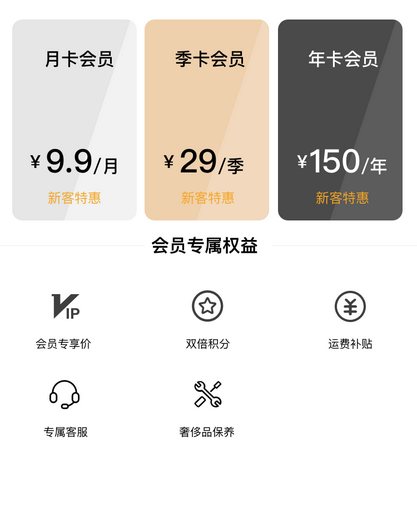 月卡会员 季卡会员 年卡会员
¥ 9.9/月 ¥ 29/季 ¥150/年
新客特惠 新客特惠 新客特惠
会员专属权益
VIP
会员专享价 双倍积分 运费补贴
专属客服 奢侈品保养